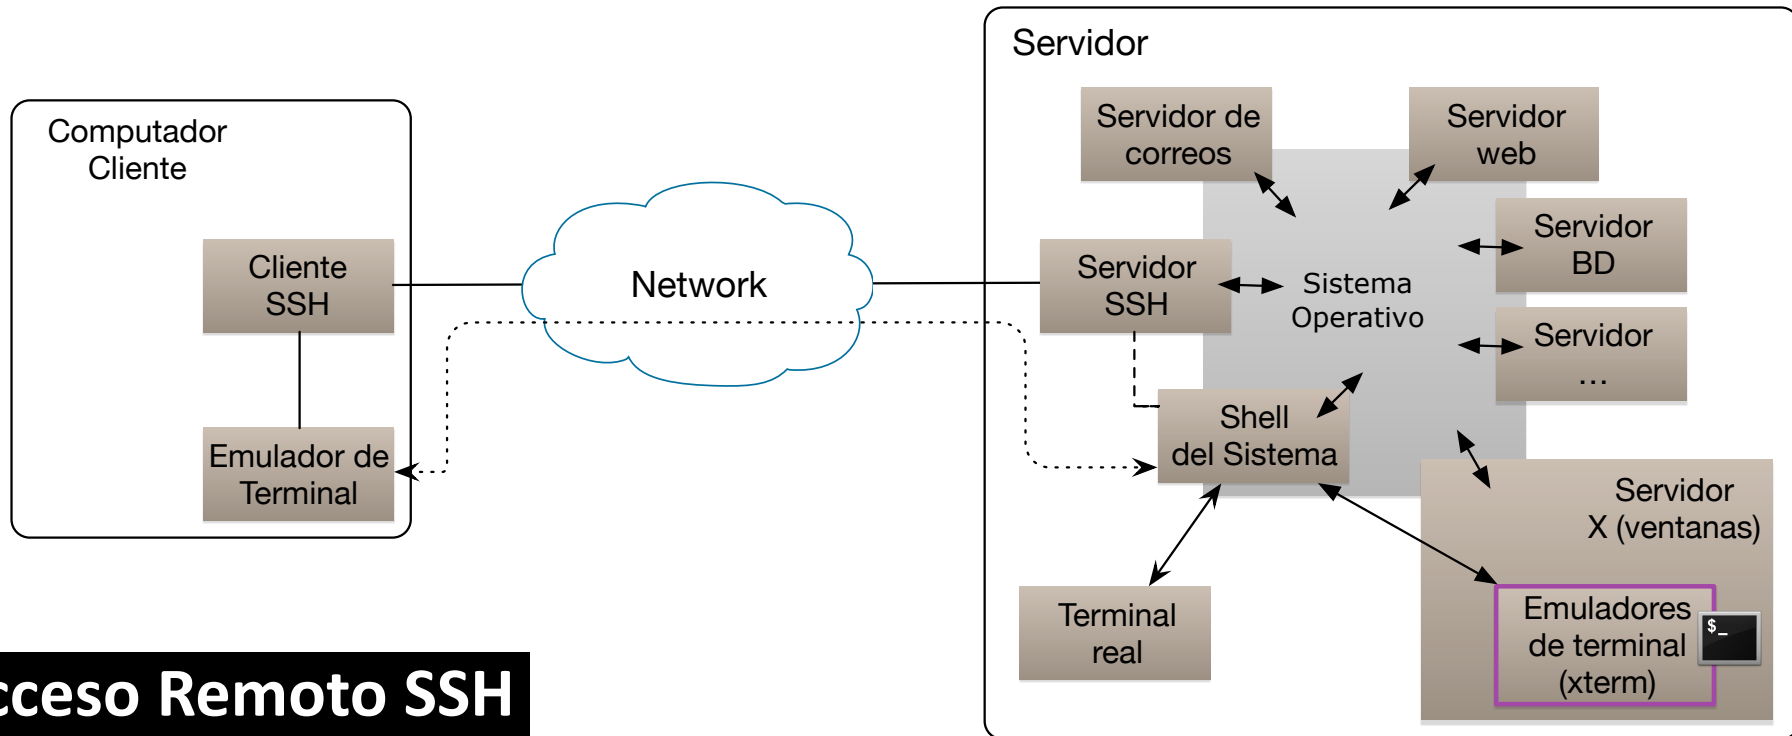 Servidor
Computador
Cliente
Servidor de
correos
Servidor
web
Servidor
BD
Cliente
SSH
Network
Servidor
SSH
Sistema
Operativo
Servidor
...
Shell
del Sistema
Emulador de
Terminal
Servidor
X (ventanas)
Terminal
real
Emuladores
de terminal
(xterm)
$_
cceso Remoto SSH